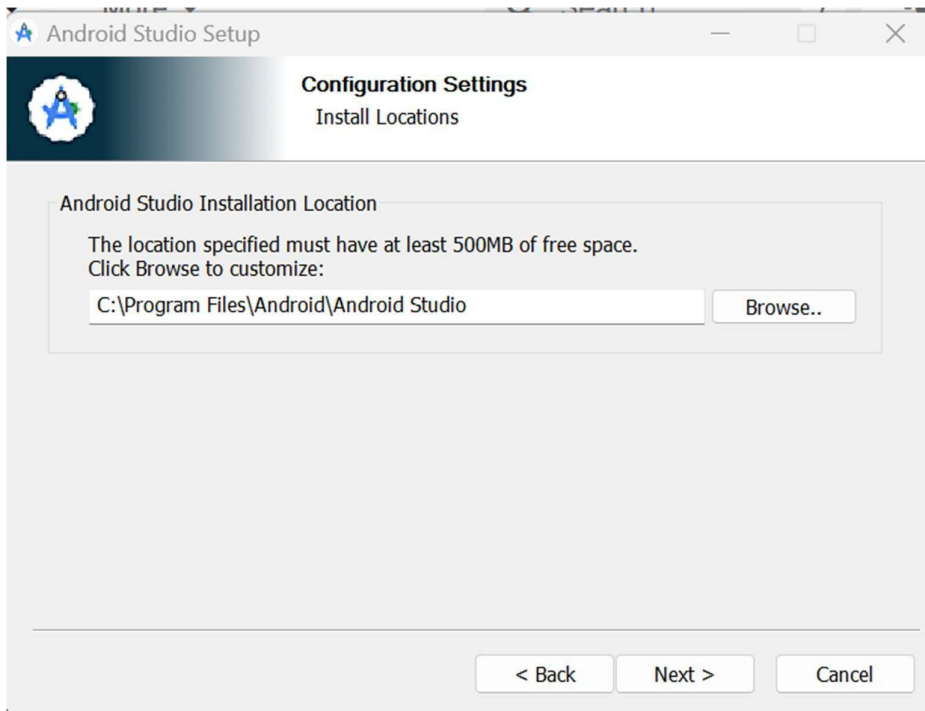 Android Studio Setup
Configuration Settings
Install Locations
Android Studio Installation Location
The location specified must have at least 500MB of free space.
Click Browse to customize:
C:\Program Files\Android\Android Studio
Browse..
< Back
Next >
Cancel